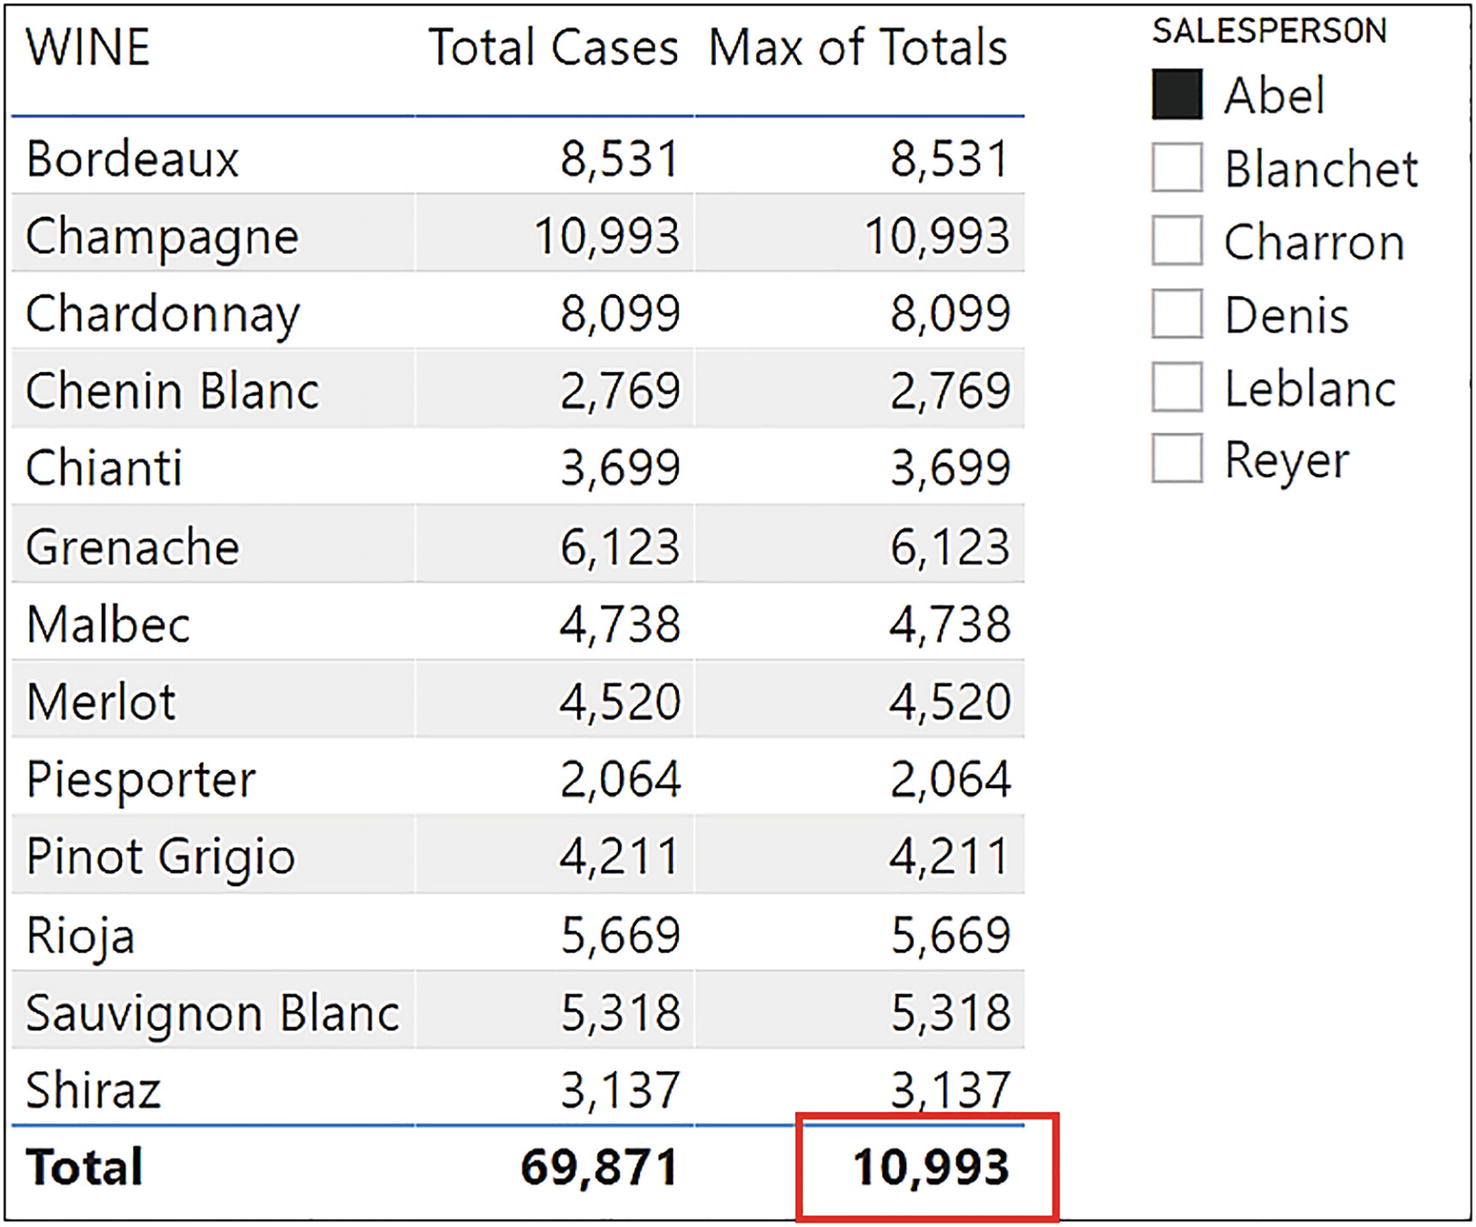 WINE Total Cases Max of Totals
Bordeaux 8,531 8,531
Champagne 10,993 10,993
Chardonnay 8,099 8,099
Chenin Blanc 2,769 2,769
Chianti 3,699 3,699
Grenache 6,123 6,123
Malbec 4,738 4,738
Merlot 4,520 4,520
Piesporter 2,064 2,064
Pinot Grigio 4,211 4,211
Rioja 5,669 5,669
Sauvignon Blanc 5,318 5,318
Shiraz 3,137 3,137
Total 69,871 10,993
SALESPERSON
Abel
Blanchet
Charron
Denis
Leblanc
Reyer